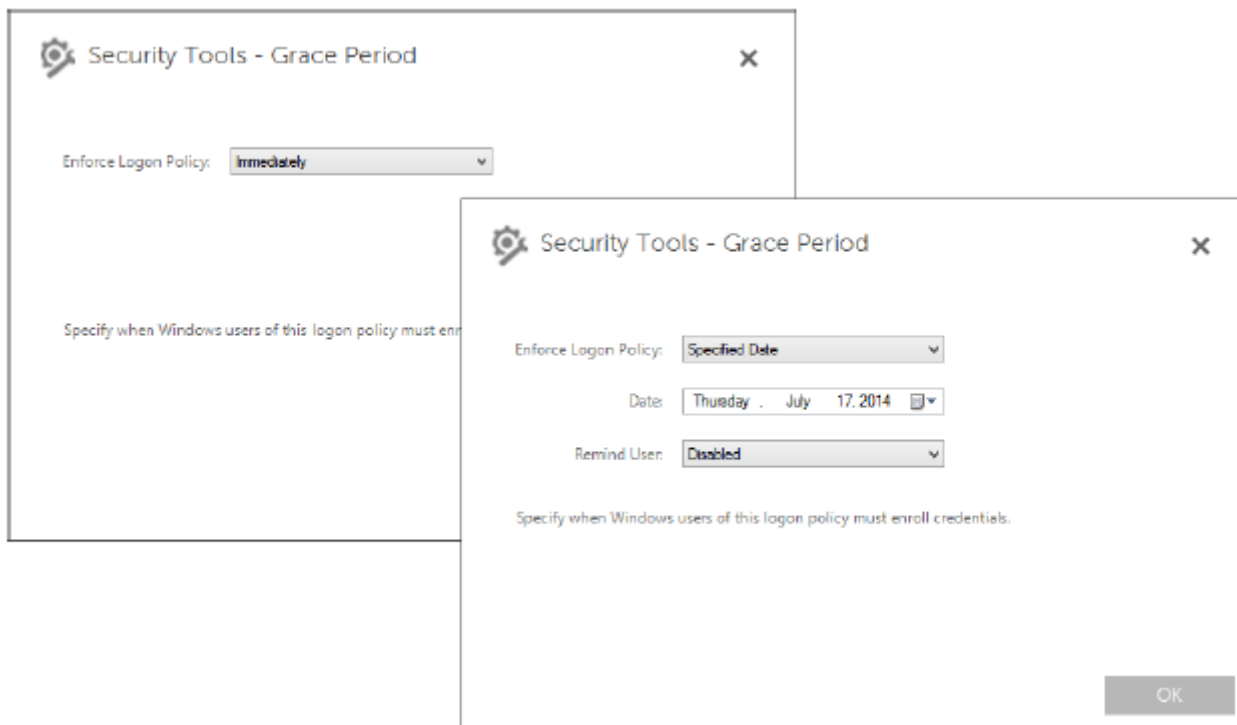 Security Tools - Grace Period
Enforce Logon Policy: Immediately
Specify when Windows users of this logon policy must enr
Security Tools - Grace Period
Enforce Logon Policy: Specified Date
Date: Thursday , July 17, 2014
Remind User: Disabled
Specify when Windows users of this logon policy must enroll credentials.
OK